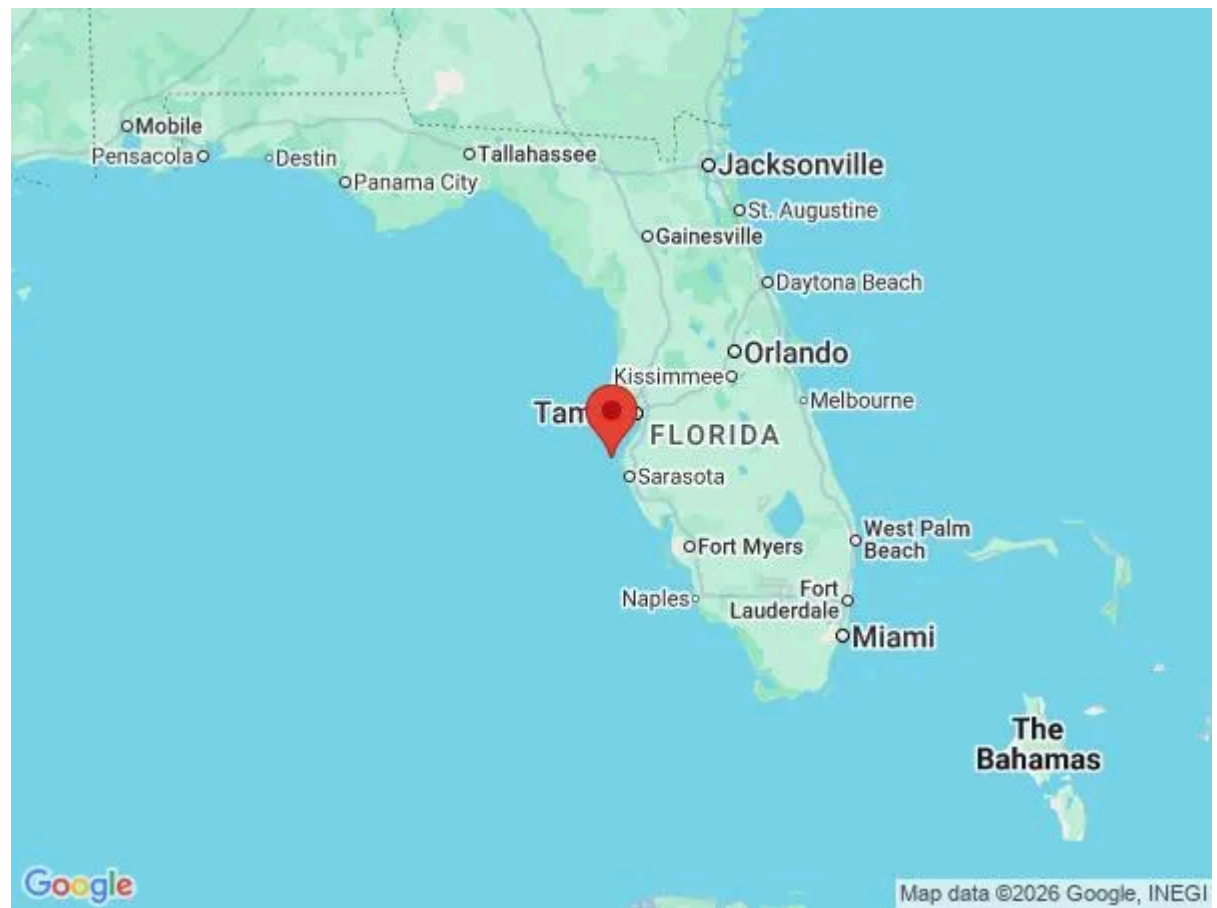 Mobile
Pensacola
Destin
Tallahassee
Panama City
Jacksonville
St. Augustine
Gainesville
Daytona Beach
Orlando
Kissimmee
Melbourne
Tam
FLORIDA
Sarasota
West Palm
Beach
Fort Myers
Naples
Fort
Lauderdale
Miami
The
Bahamas
Google
Map data ©2026 Google, INEGI